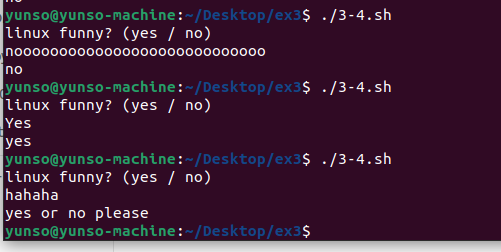 yunso@yunso-machine:~/Desktop/ex3$ ./3-4.sh
linux funny? (yes / no)
noooooooooooooooooooooooooooo
no
yunso@yunso-machine:~/Desktop/ex3$ ./3-4.sh
linux funny? (yes / no)
Yes
yes
yunso@yunso-machine:~/Desktop/ex3$ ./3-4.sh
linux funny? (yes / no)
hahaha
yes or no please
yunso@yunso-machine:~/Desktop/ex3$